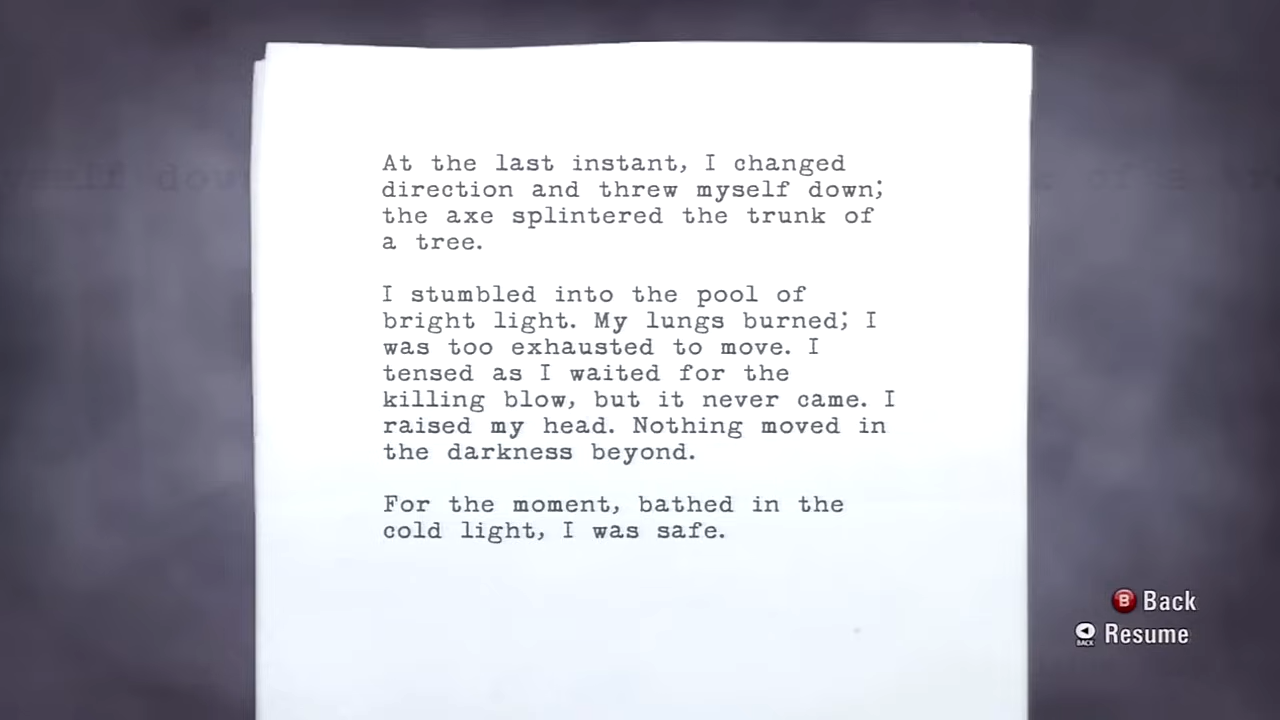 At the last instant, I changed
direction and threw myself down;
the axe splintered the trunk of
a tree.
I stumbled into the pool of
bright light. My lungs burned; I
was too exhausted to move. I
tensed as I waited for the
killing blow, but it never came. I
raised my head. Nothing moved in
the darkness beyond.
For the moment, bathed in the
cold light, I was safe.
B Back
BACK Resume